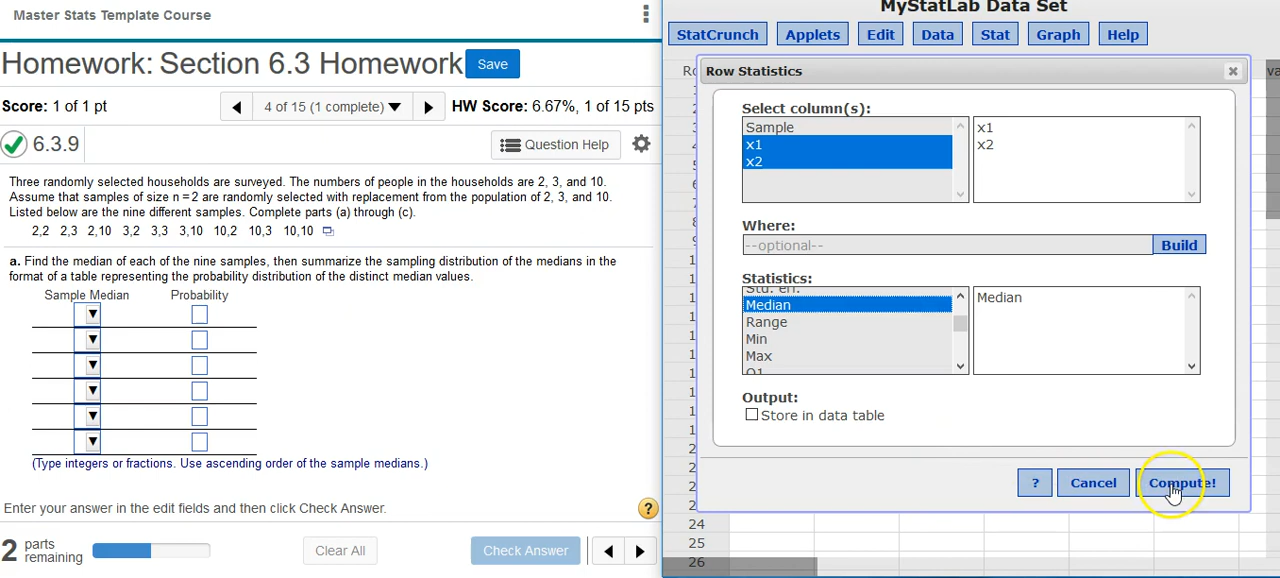 Master Stats Template Course
Homework: Section 6.3 Homework
Save
Score: 1 of 1 pt
4 of 15 (1 complete)
HW Score: 6.67%, 1 of 15 pts
6.3.9
Question Help
Three randomly selected households are surveyed. The numbers of people in the households are 2, 3, and 10.
Assume that samples of size n = 2 are randomly selected with replacement from the population of 2, 3, and 10.
Listed below are the nine different samples. Complete parts (a) through (c).
2,2 2,3 2,10 3,2 3,3 3,10 10,2 10,3 10,10
a. Find the median of each of the nine samples, then summarize the sampling distribution of the medians in the
format of a table representing the probability distribution of the distinct median values.
Sample Median Probability
(Type integers or fractions. Use ascending order of the sample medians.)
Enter your answer in the edit fields and then click Check Answer.
?
2 parts
remaining
Clear All
Check Answer
MyStatLab Data Set
StatCrunch Applets Edit Data Stat Graph Help
Row Statistics
Select column(s):
Sample
x1
x2
x1
x2
Where:
--optional--
Build
Statistics:
Std. err.
Median
Range
Min
Max
Q1
Median
Output:
Store in data table
? Cancel Compute!
24
25
26